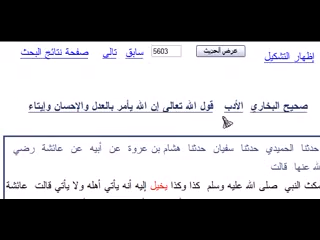 إظهار التشكيل عرض الحديث 5603 سابق تالي صفحة نتائج البحث
صحيح البخاري الأدب قول الله تعالى إن الله يأمر بالعدل والإحسان وإيتاء
حدثنا الحميدي حدثنا سفيان حدثنا هشام بن عروة عن أبيه عن عائشة رضي
الله عنها قالت
مكث النبي صلى الله عليه وسلم كذا وكذا يخيل إليه أنه يأتي أهله ولا يأتي قالت عائشة